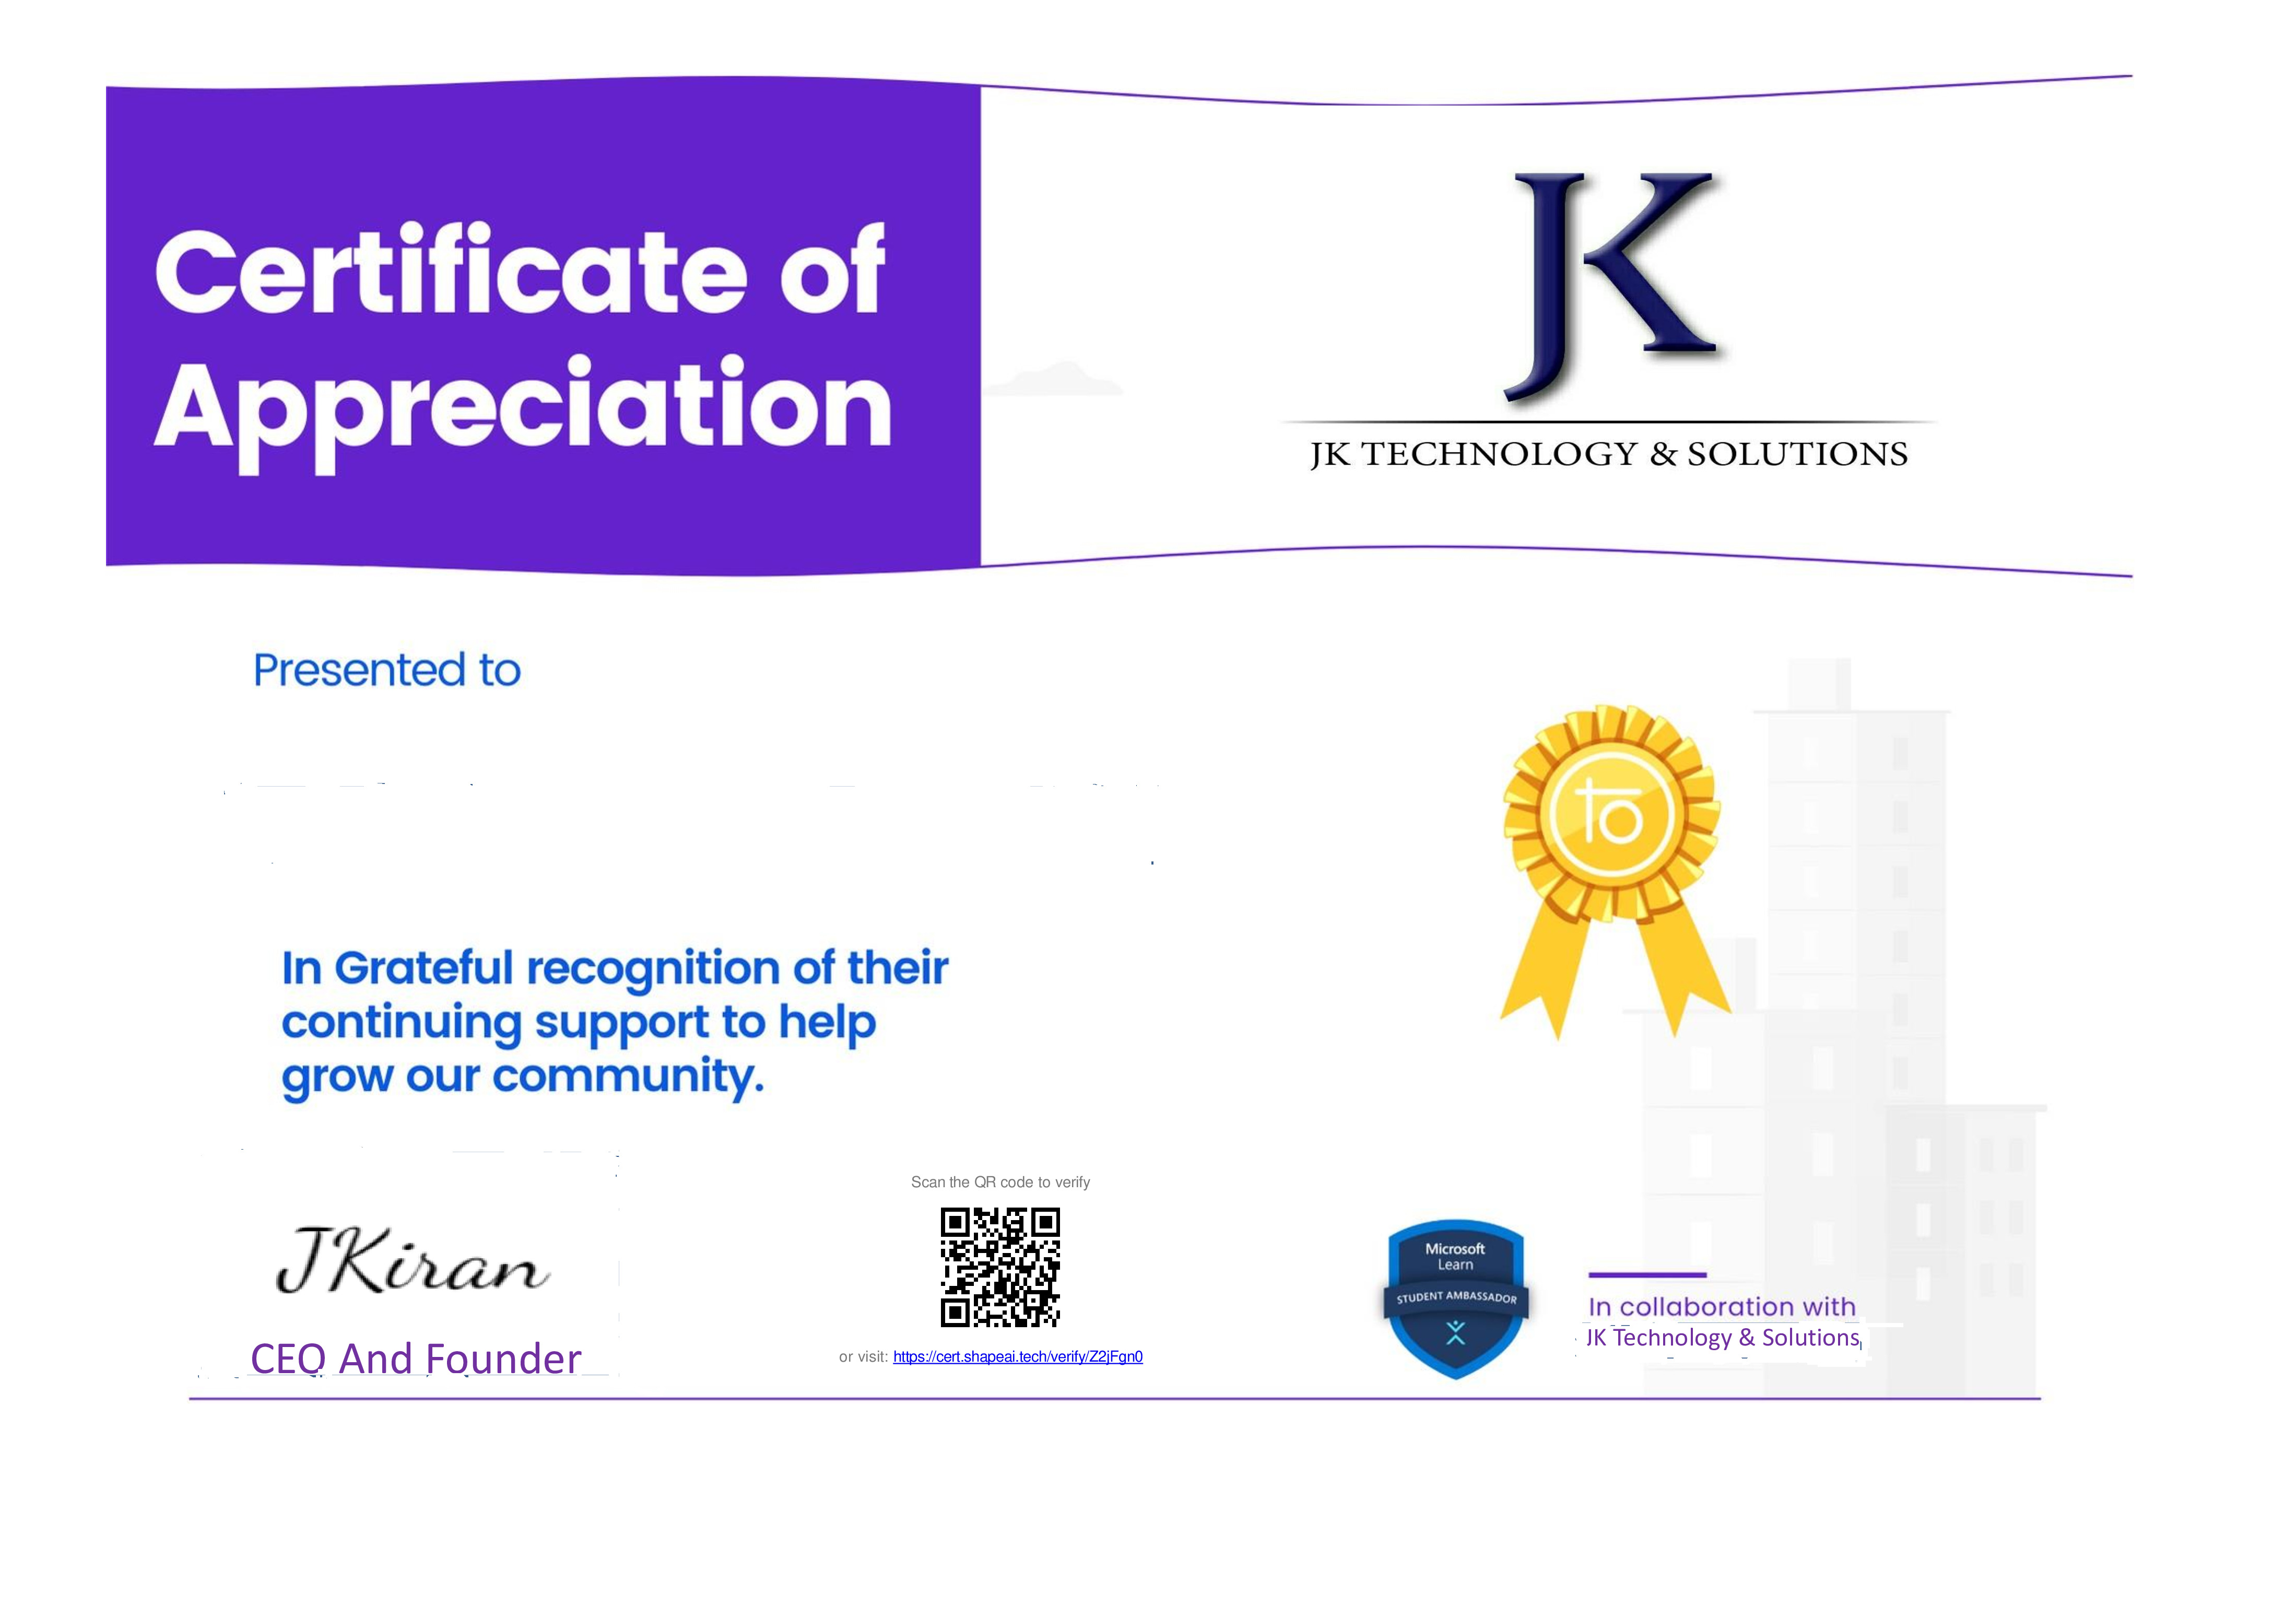 Certificate of
Appreciation
JK
JK TECHNOLOGY & SOLUTIONS
Presented to
In Grateful recognition of their
continuing support to help
grow our community.
JKiran
CEO And Founder
Scan the QR code to verify
or visit: https://cert.shapeai.tech/verify/Z2jFgn0
Microsoft
Learn
STUDENT AMBASSADOR
In collaboration with
JK Technology & Solutions